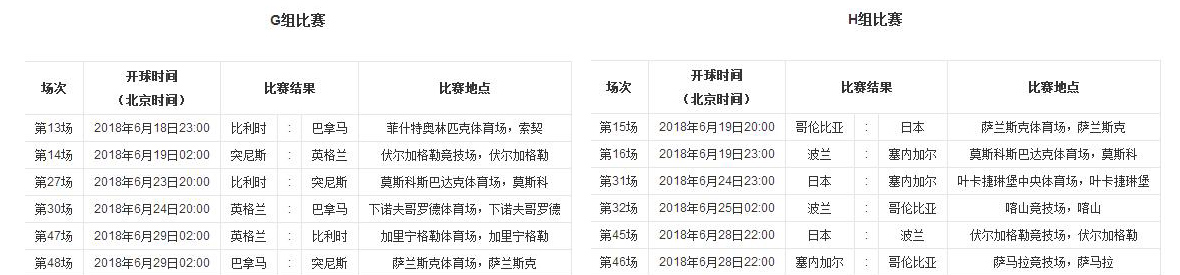 G组比赛
场次 开球时间（北京时间） 比赛结果 比赛地点
第13场 2018年6月18日23:00 比利时 : 巴拿马 菲什特奥林匹克体育场，索契
第14场 2018年6月19日02:00 突尼斯 : 英格兰 伏尔加格勒竞技场，伏尔加格勒
第27场 2018年6月23日20:00 比利时 : 突尼斯 莫斯科斯巴达克体育场，莫斯科
第30场 2018年6月24日20:00 英格兰 : 巴拿马 下诺夫哥罗德体育场，下诺夫哥罗德
第47场 2018年6月29日02:00 英格兰 : 比利时 加里宁格勒体育场，加里宁格勒
第48场 2018年6月29日02:00 巴拿马 : 突尼斯 萨兰斯克体育场，萨兰斯克
H组比赛
场次 开球时间（北京时间） 比赛结果 比赛地点
第15场 2018年6月19日20:00 哥伦比亚 : 日本 萨兰斯克体育场，萨兰斯克
第16场 2018年6月19日23:00 波兰 : 塞内加尔 莫斯科斯巴达克体育场，莫斯科
第31场 2018年6月24日23:00 日本 : 塞内加尔 叶卡捷琳堡中央体育场，叶卡捷琳堡
第32场 2018年6月25日02:00 波兰 : 哥伦比亚 喀山竞技场，喀山
第45场 2018年6月28日22:00 日本 : 波兰 伏尔加格勒竞技场，伏尔加格勒
第46场 2018年6月28日22:00 塞内加尔 : 哥伦比亚 萨马拉竞技场，萨马拉